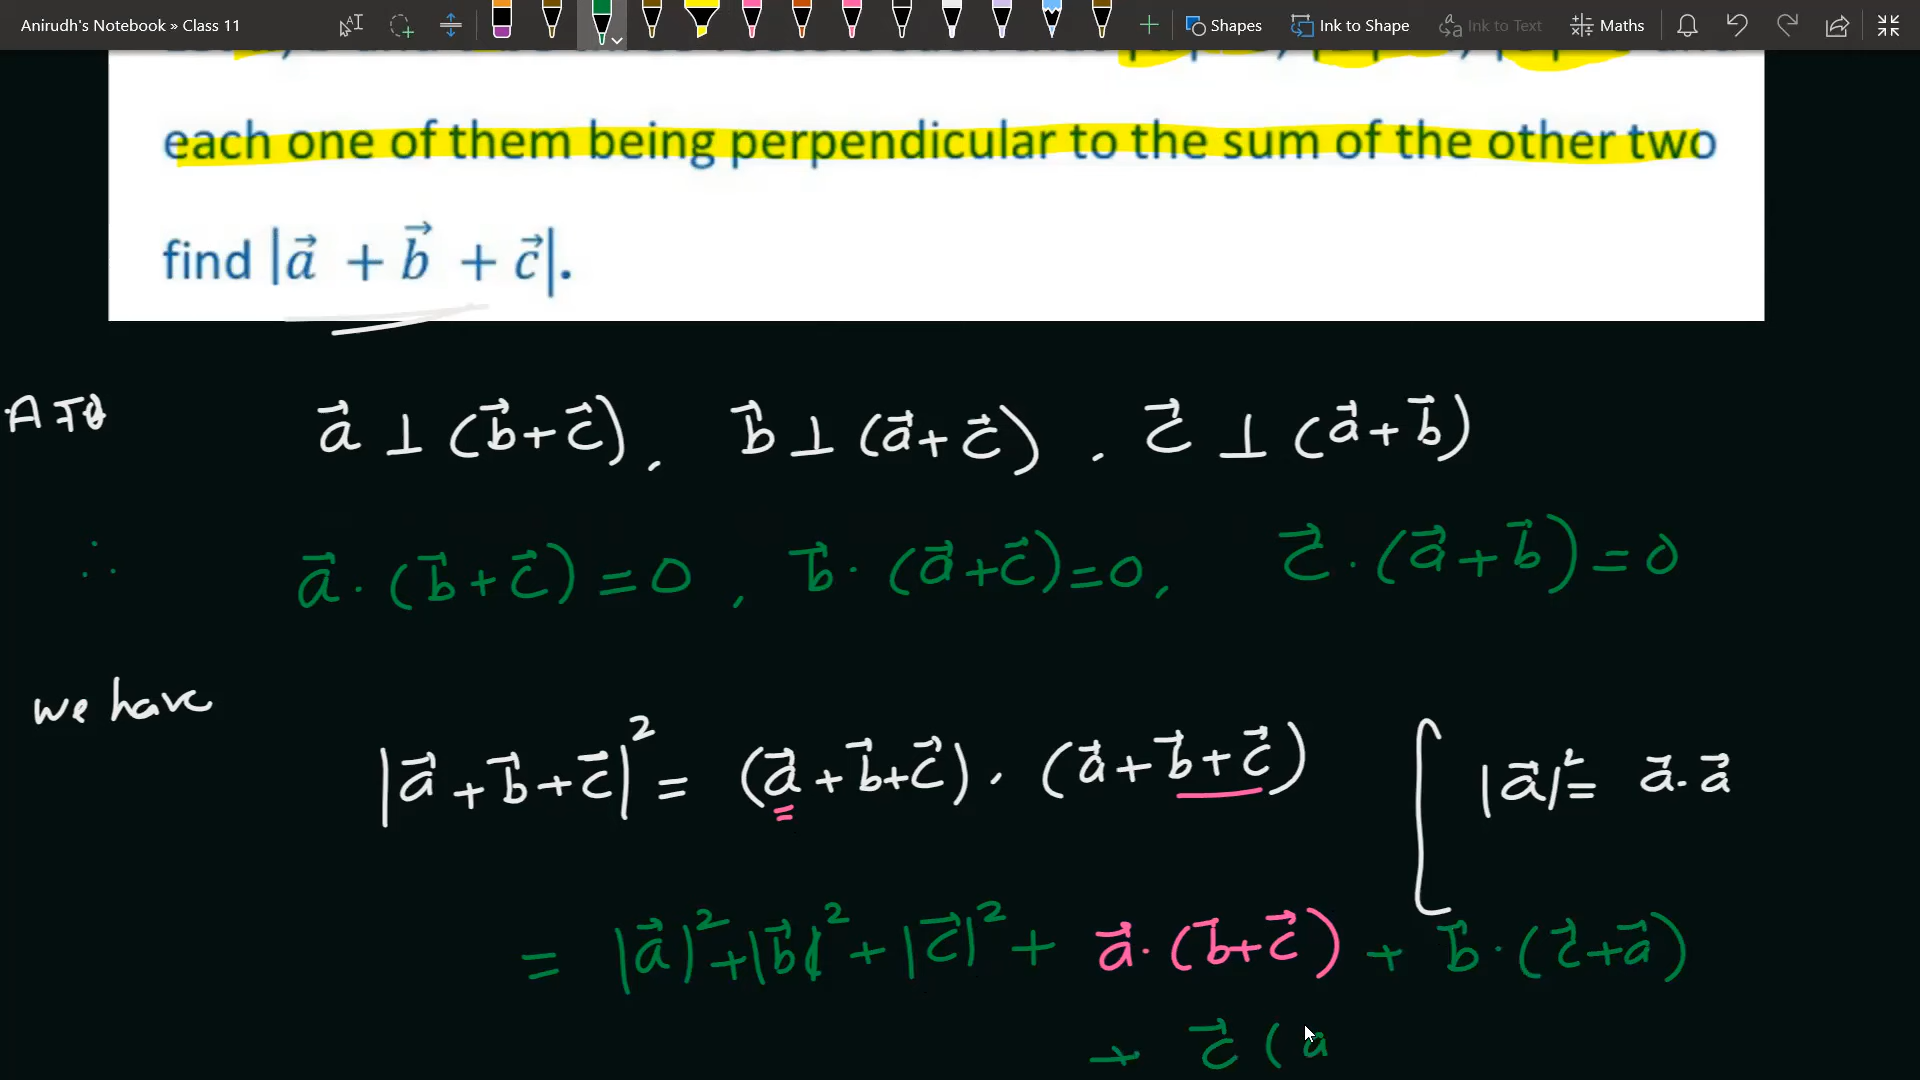 Anirudh's Notebook » Class 11 Shapes Ink to Shape Ink to Text Maths
each one of them being perpendicular to the sum of the other two
find |a⃗ + b⃗ + c⃗|.
ATQ a⃗ ⊥ (b⃗+c⃗), b⃗ ⊥ (a⃗+c⃗) . c⃗ ⊥ (a⃗+b⃗)
∴ a⃗ · (b⃗+c⃗) = 0 , b⃗ · (a⃗+c⃗) = 0, c⃗ · (a⃗+b⃗) = 0
we have
|a⃗+b⃗+c⃗|² = (a⃗+b⃗+c⃗) · (a⃗+b⃗+c⃗) [ |a⃗|² = a⃗·a⃗
= |a⃗|²+|b⃗|²+|c⃗|² + a⃗·(b⃗+c⃗) + b⃗·(c⃗+a⃗)
+ c⃗ (a